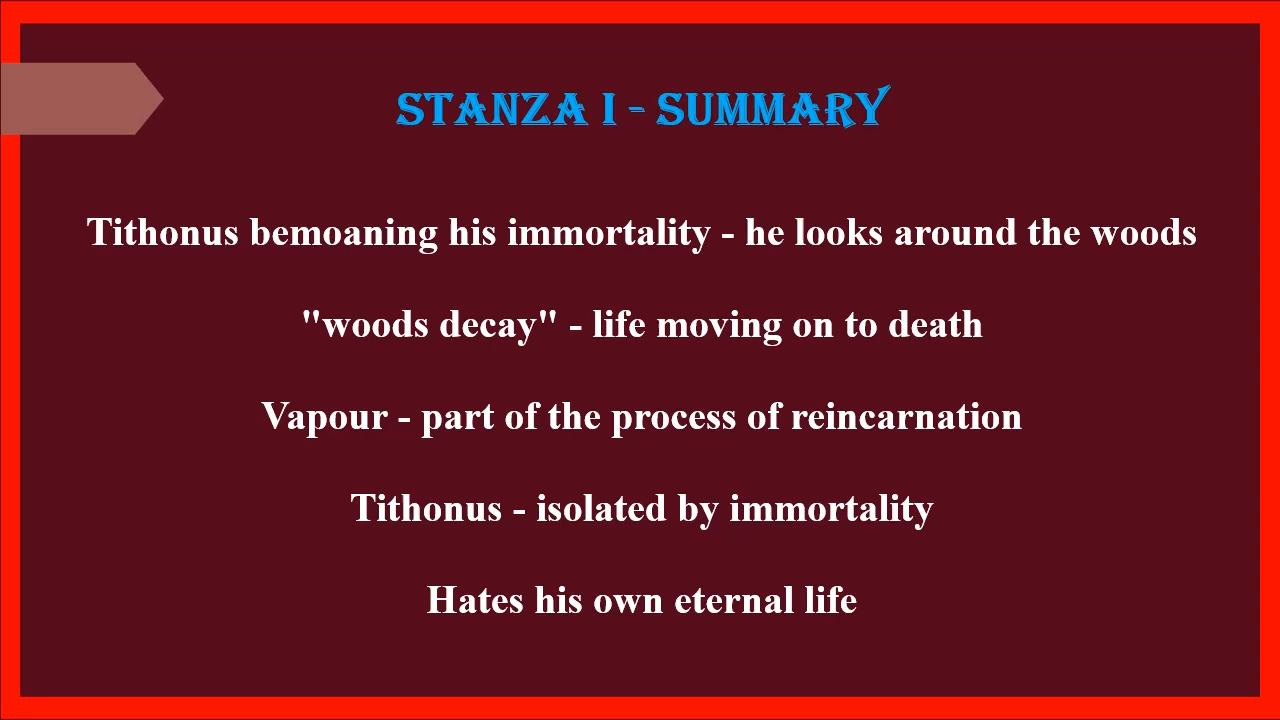 STANZA I - SUMMARY
Tithonus bemoaning his immortality - he looks around the woods
"woods decay" - life moving on to death
Vapour - part of the process of reincarnation
Tithonus - isolated by immortality
Hates his own eternal life